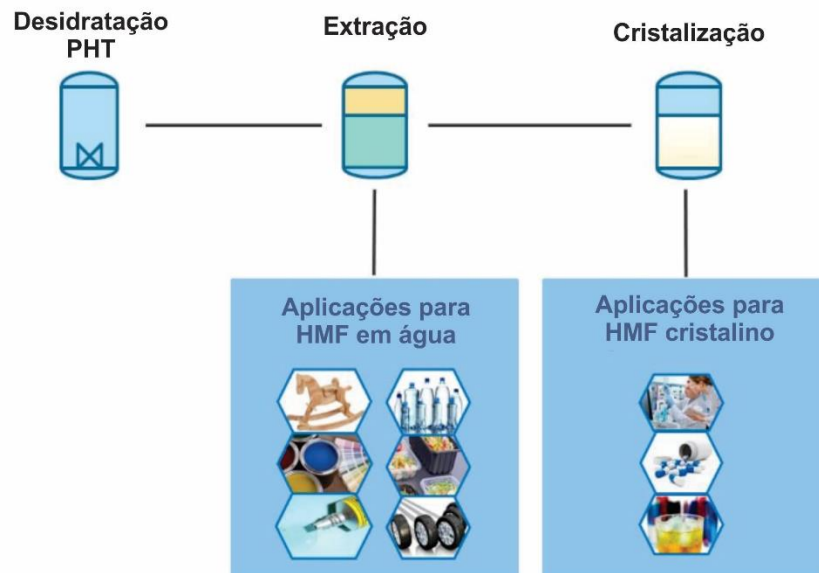 Desidratação
PHT
Extração
Cristalização
Aplicações para
HMF em água
Aplicações para
HMF cristalino